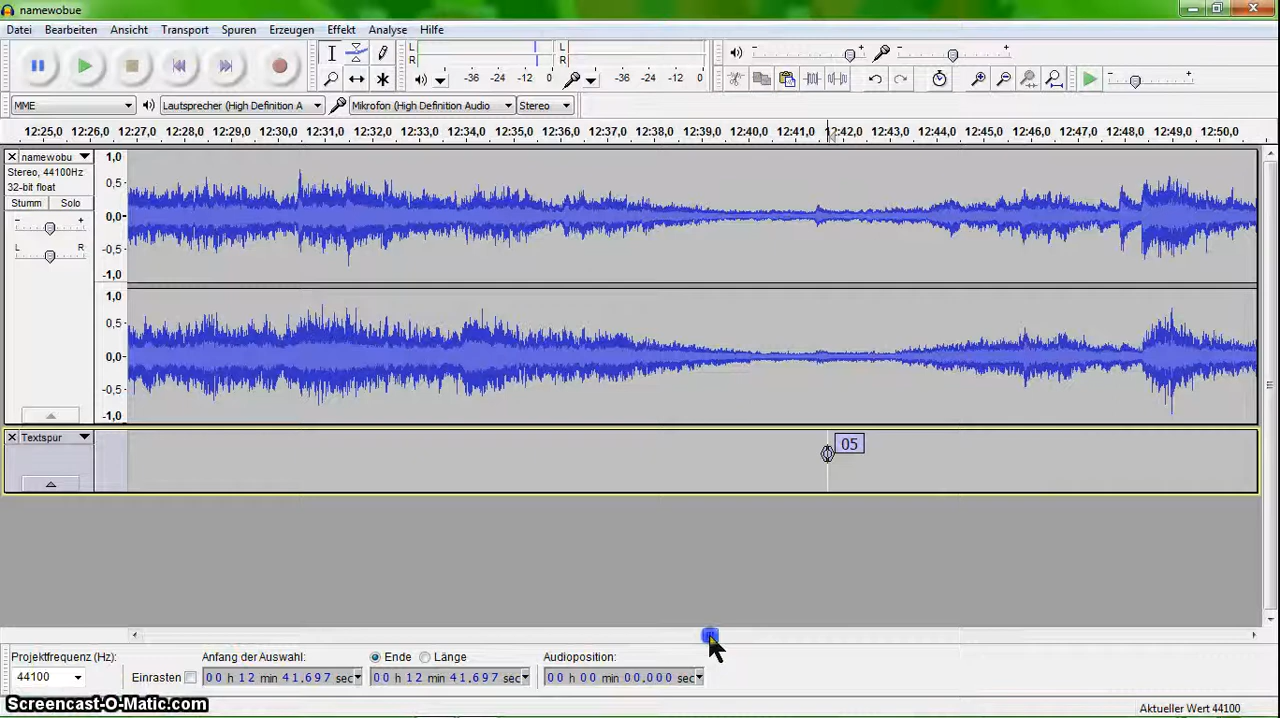 namewobue
Datei Bearbeiten Ansicht Transport Spuren Erzeugen Effekt Analyse Hilfe
L
R
-36 -24 -12 0
L
R
-36 -24 -12 0
- +
- +
- +
MME
Lautsprecher (High Definition A
Mikrofon (High Definition Audio
Stereo
12:25,0 12:26,0 12:27,0 12:28,0 12:29,0 12:30,0 12:31,0 12:32,0 12:33,0 12:34,0 12:35,0 12:36,0 12:37,0 12:38,0 12:39,0 12:40,0 12:41,0 12:42,0 12:43,0 12:44,0 12:45,0 12:46,0 12:47,0 12:48,0 12:49,0 12:50,0
namewobu
Stereo, 44100Hz
32-bit float
Stumm Solo
- +
L R
1,0
0,5
0,0
-0,5
-1,0
1,0
0,5
0,0
-0,5
-1,0
Textspur
05
Projektfrequenz (Hz):
44100
Einrasten
Anfang der Auswahl:
00 h 12 min 41.697 sec
Ende Länge
00 h 12 min 41.697 sec
Audioposition:
00 h 00 min 00.000 sec
Screencast-O-Matic.com
Aktueller Wert 44100